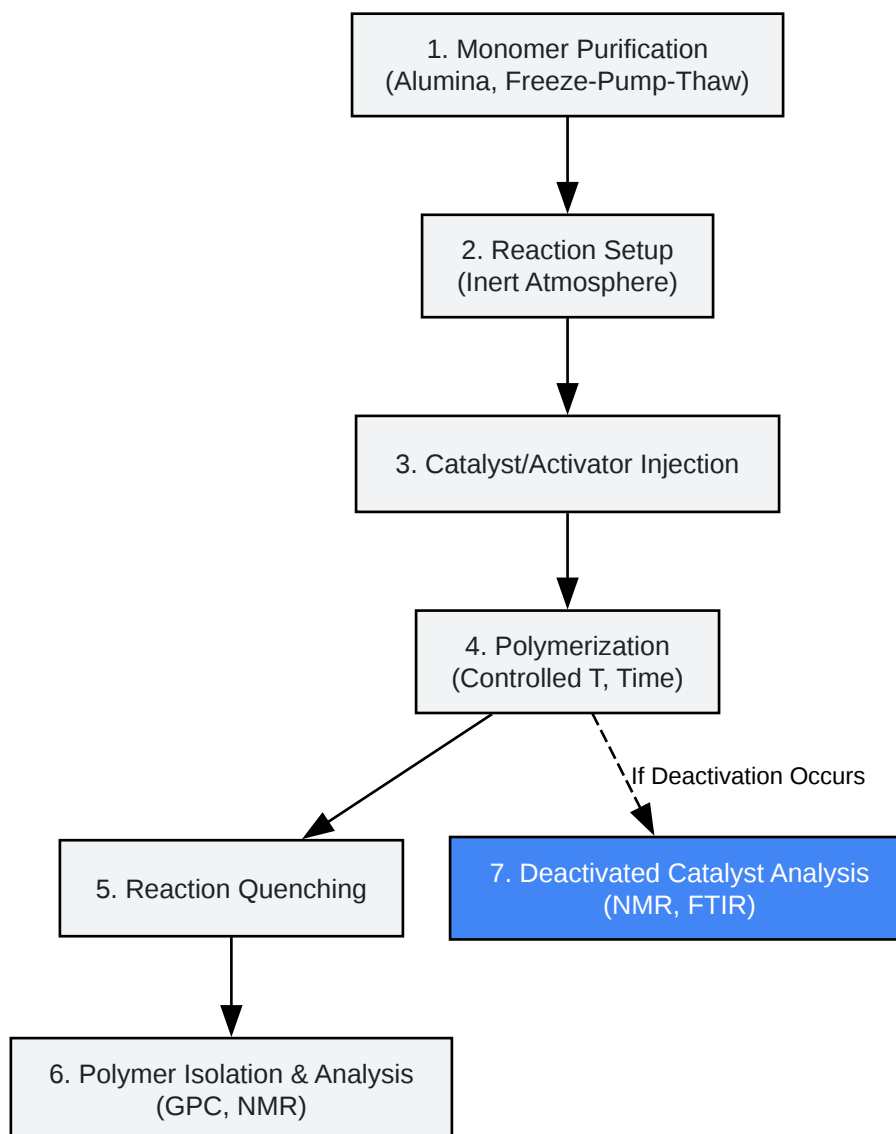 1. Monomer Purification
(Alumina, Freeze-Pump-Thaw)
2. Reaction Setup
(Inert Atmosphere)
3. Catalyst/Activator Injection
4. Polymerization
(Controlled T, Time)
If Deactivation Occurs
5. Reaction Quenching
7. Deactivated Catalyst Analysis
(NMR, FTIR)
6. Polymer Isolation & Analysis
(GPC, NMR)